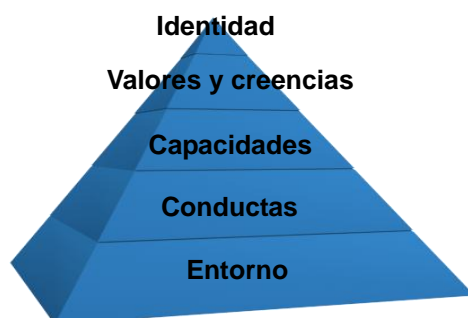 Identidad
Valores y creencias
Capacidades
Conductas
Entorno